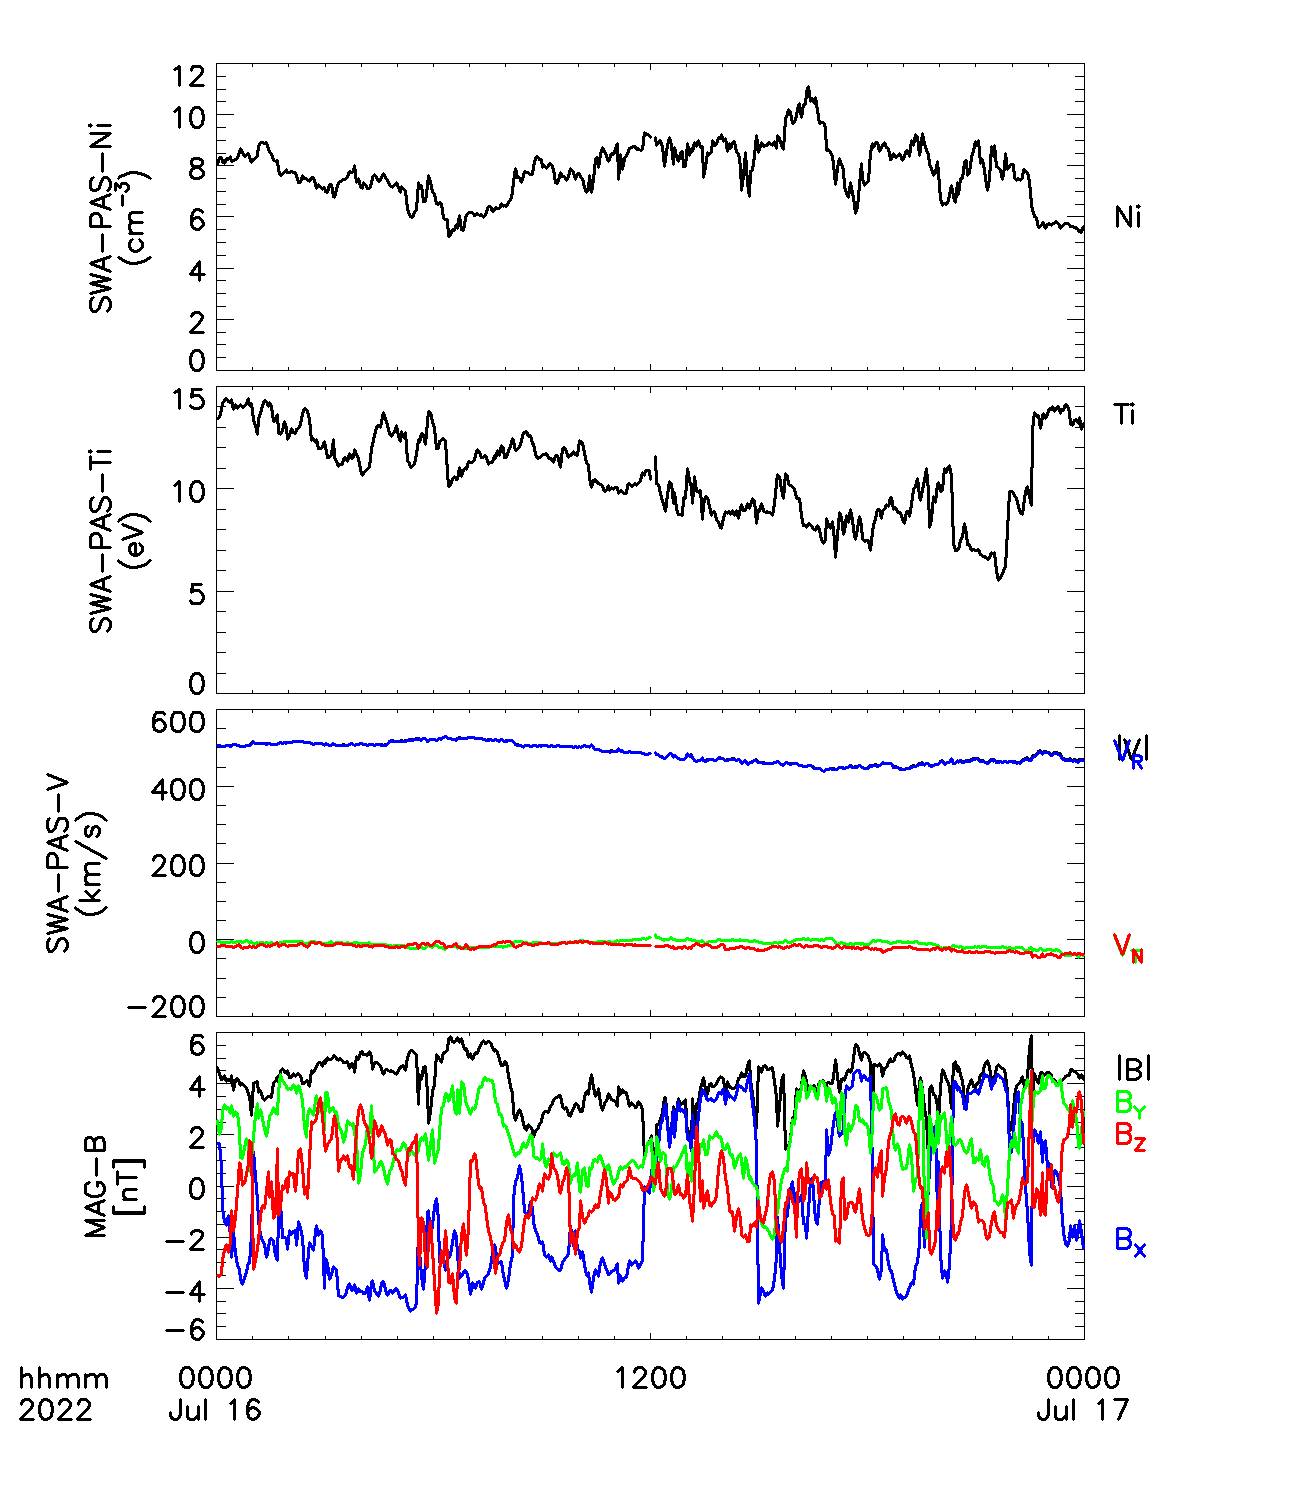 12
10
8
6
4
2
0
SWA-PAS-Ni
(cm⁻³)
Ni
15
10
5
0
SWA-PAS-Ti
(eV)
Ti
600
400
200
0
-200
SWA-PAS-V
(km/s)
|V|
V_R
V_N
6
4
2
0
-2
-4
-6
MAG-B
[nT]
|B|
B_Y
B_Z
B_X
hhmm 0000 1200 0000
2022 Jul 16 Jul 17